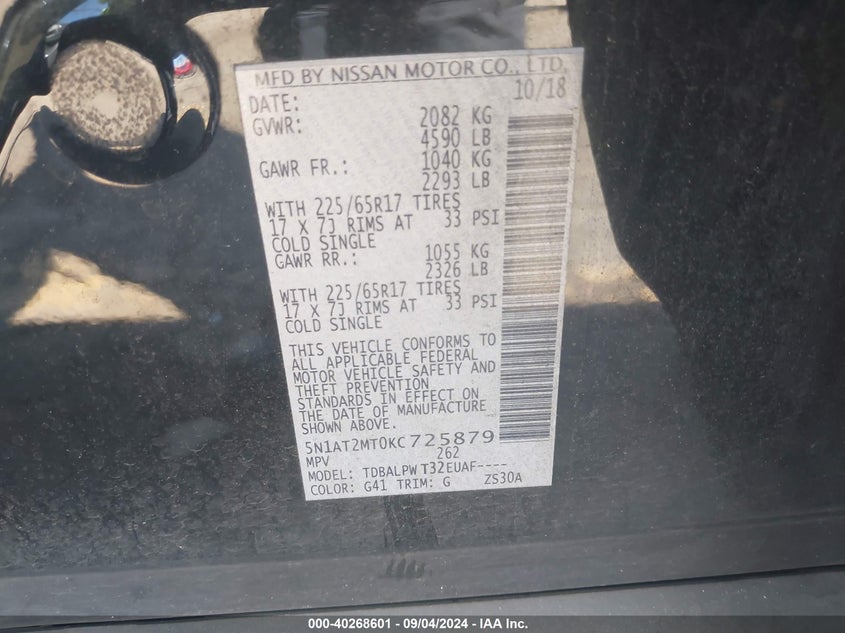 MFD BY NISSAN MOTOR CO., LTD.
DATE: 10/18
GVWR: 2082 KG
4590 LB
GAWR FR.: 1040 KG
2293 LB
WITH 225/65R17 TIRES
17 X 7J RIMS AT 33 PSI
COLD SINGLE
GAWR RR.: 1055 KG
2326 LB
WITH 225/65R17 TIRES
17 X 7J RIMS AT 33 PSI
COLD SINGLE
THIS VEHICLE CONFORMS TO
ALL APPLICABLE FEDERAL
MOTOR VEHICLE SAFETY AND
THEFT PREVENTION
STANDARDS IN EFFECT ON
THE DATE OF MANUFACTURE
SHOWN ABOVE.
5N1AT2MT0KC725879
MPV 262
MODEL: TDBALPW T32EUAF----
COLOR: G41 TRIM: G ZS30A
000-40268601 - 09/04/2024 - IAA Inc.